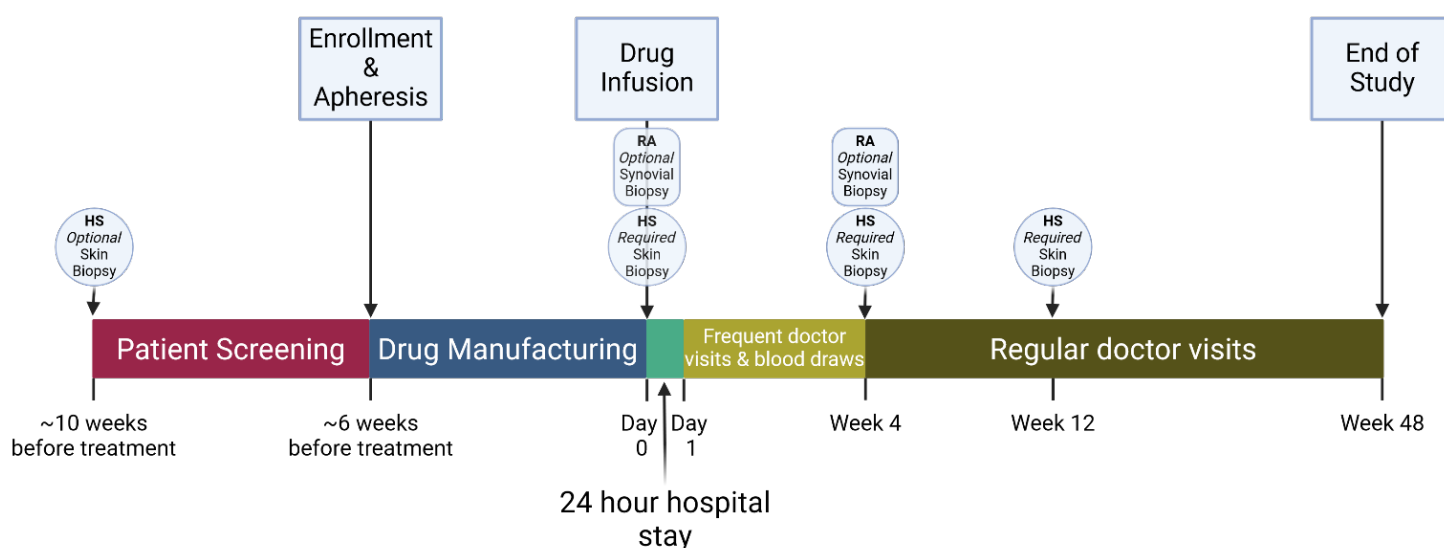 Enrollment
&
Apheresis
Drug
Infusion
End of
Study
RA
Optional
Synovial
Biopsy
RA
Optional
Synovial
Biopsy
HS
Optional
Skin
Biopsy
HS
Required
Skin
Biopsy
HS
Required
Skin
Biopsy
HS
Required
Skin
Biopsy
Patient Screening
Drug Manufacturing
Frequent doctor
visits & blood draws
Regular doctor visits
~10 weeks
before treatment
~6 weeks
before treatment
Day
0
Day
1
Week 4
Week 12
Week 48
24 hour hospital
stay